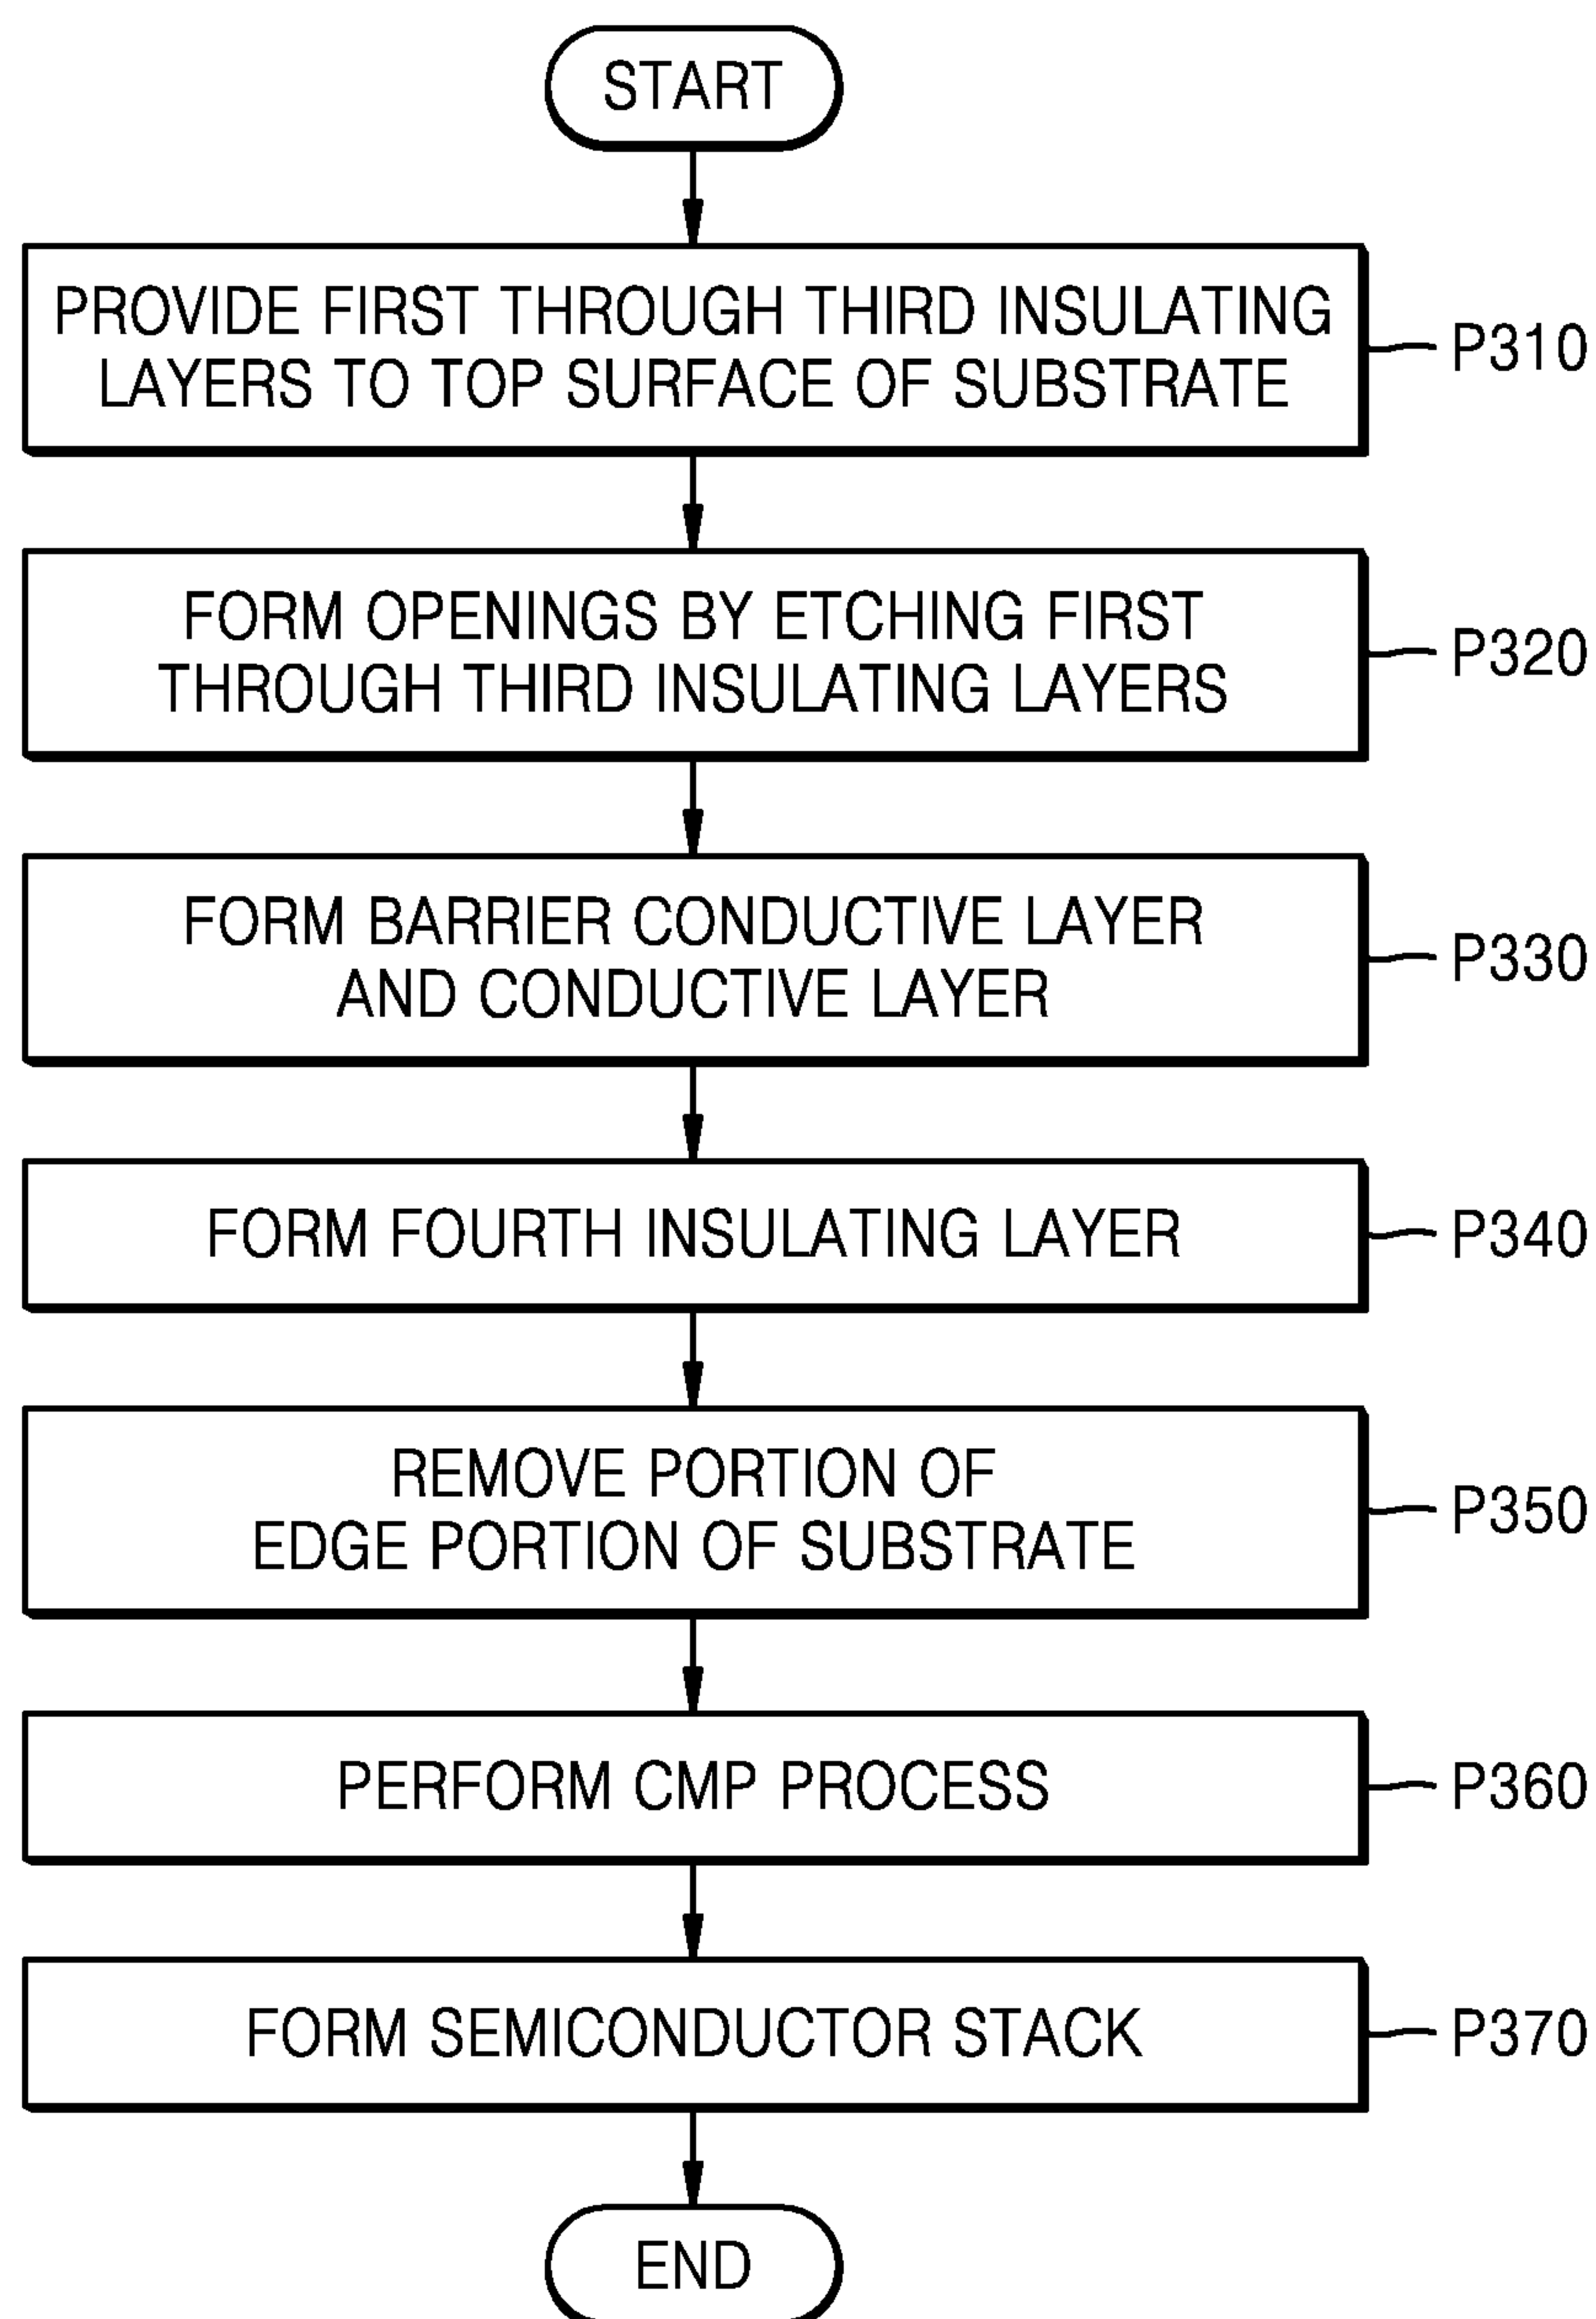 START
PROVIDE FIRST THROUGH THIRD INSULATING
LAYERS TO TOP SURFACE OF SUBSTRATE
P310
FORM OPENINGS BY ETCHING FIRST
THROUGH THIRD INSULATING LAYERS
P320
FORM BARRIER CONDUCTIVE LAYER
AND CONDUCTIVE LAYER
P330
FORM FOURTH INSULATING LAYER
P340
REMOVE PORTION OF
EDGE PORTION OF SUBSTRATE
P350
PERFORM CMP PROCESS
P360
FORM SEMICONDUCTOR STACK
P370
END